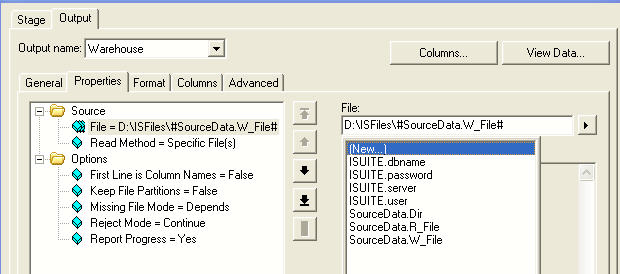 Stage Output
Output name: Warehouse
Columns... View Data...
General Properties Format Columns Advanced
Source
File = D:\ISFiles\#SourceData.W_File#
Read Method = Specific File(s)
Options
First Line is Column Names = False
Keep File Partitions = False
Missing File Mode = Depends
Reject Mode = Continue
Report Progress = Yes
File:
D:\ISFiles\#SourceData.W_File#
(New...)
ISUITE.dbname
ISUITE.password
ISUITE.server
ISUITE.user
SourceData.Dir
SourceData.R_File
SourceData.W_File